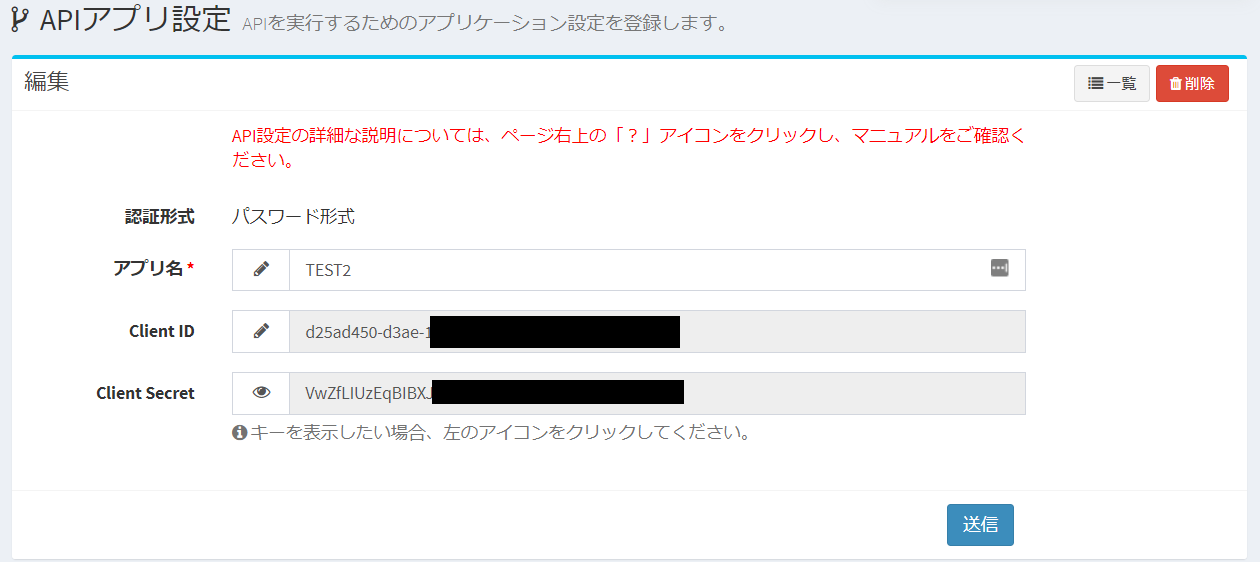 APIアプリ設定 APIを実行するためのアプリケーション設定を登録します。
編集 一覧 削除
API設定の詳細な説明については、ページ右上の「？」アイコンをクリックし、マニュアルをご確認く
ださい。
認証形式 パスワード形式
アプリ名 * TEST2
Client ID d25ad450-d3ae-1
Client Secret VwZfLIUzEqBIBXJ
キーを表示したい場合、左のアイコンをクリックしてください。
送信